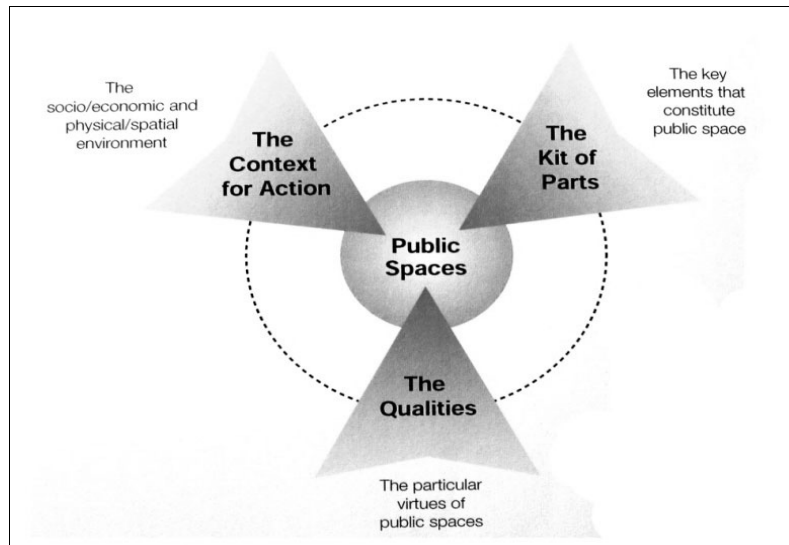 The
socio/economic and
physical/spatial
environment
The
Context
for Action
The key
elements that
constitute
public space
The
Kit of
Parts
Public
Spaces
The
Qualities
The particular
virtues of
public spaces